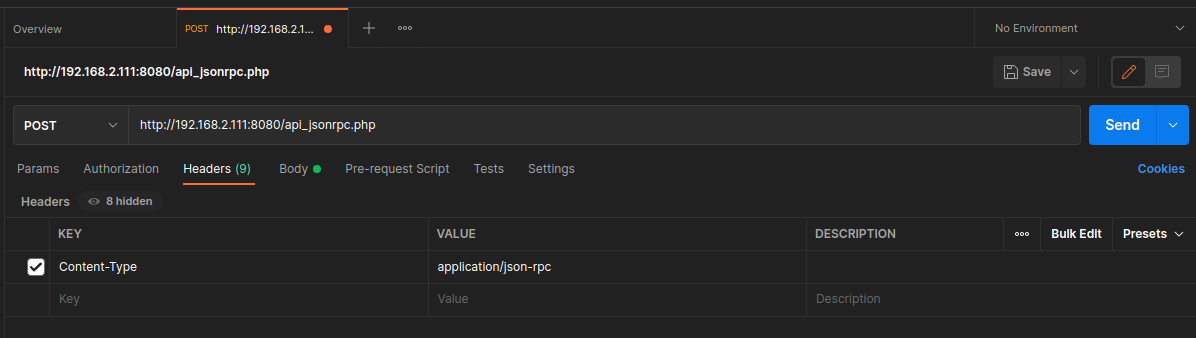 Overview POST http://192.168.2.1... No Environment
http://192.168.2.111:8080/api_jsonrpc.php Save
POST http://192.168.2.111:8080/api_jsonrpc.php Send
Params Authorization Headers (9) Body Pre-request Script Tests Settings Cookies
Headers 8 hidden
KEY VALUE DESCRIPTION Bulk Edit Presets
Content-Type application/json-rpc
Key Value Description